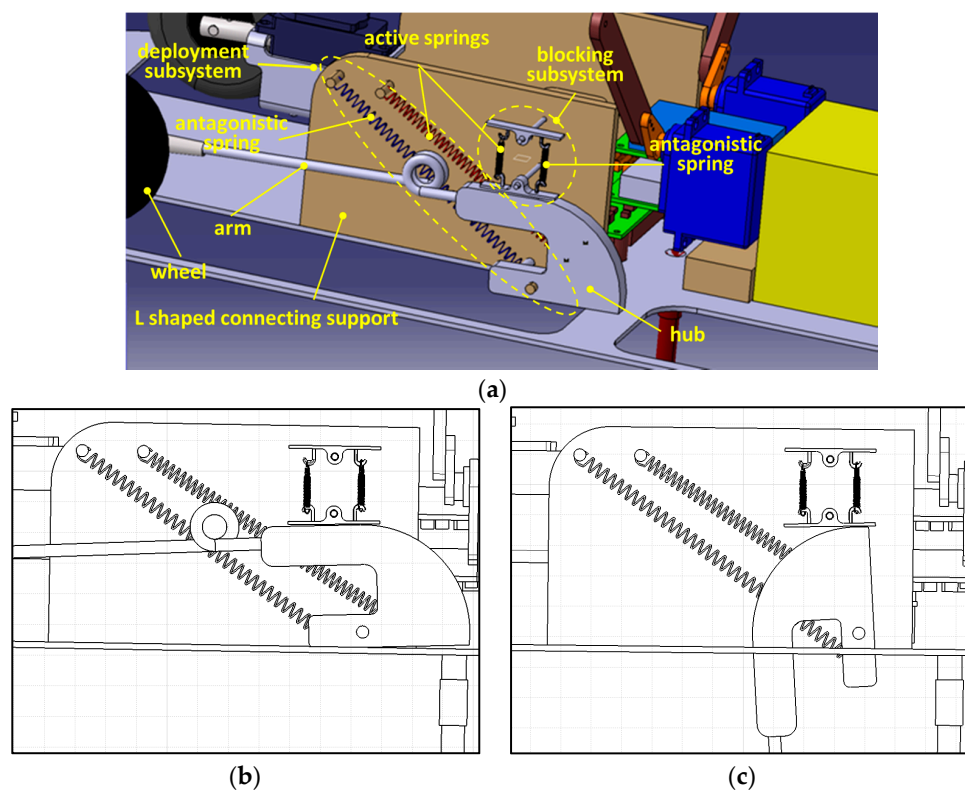 active springs
deployment
subsystem
blocking
subsystem
antagonistic
spring
antagonistic
spring
arm
wheel
L shaped connecting support
hub
(a)
(b)
(c)